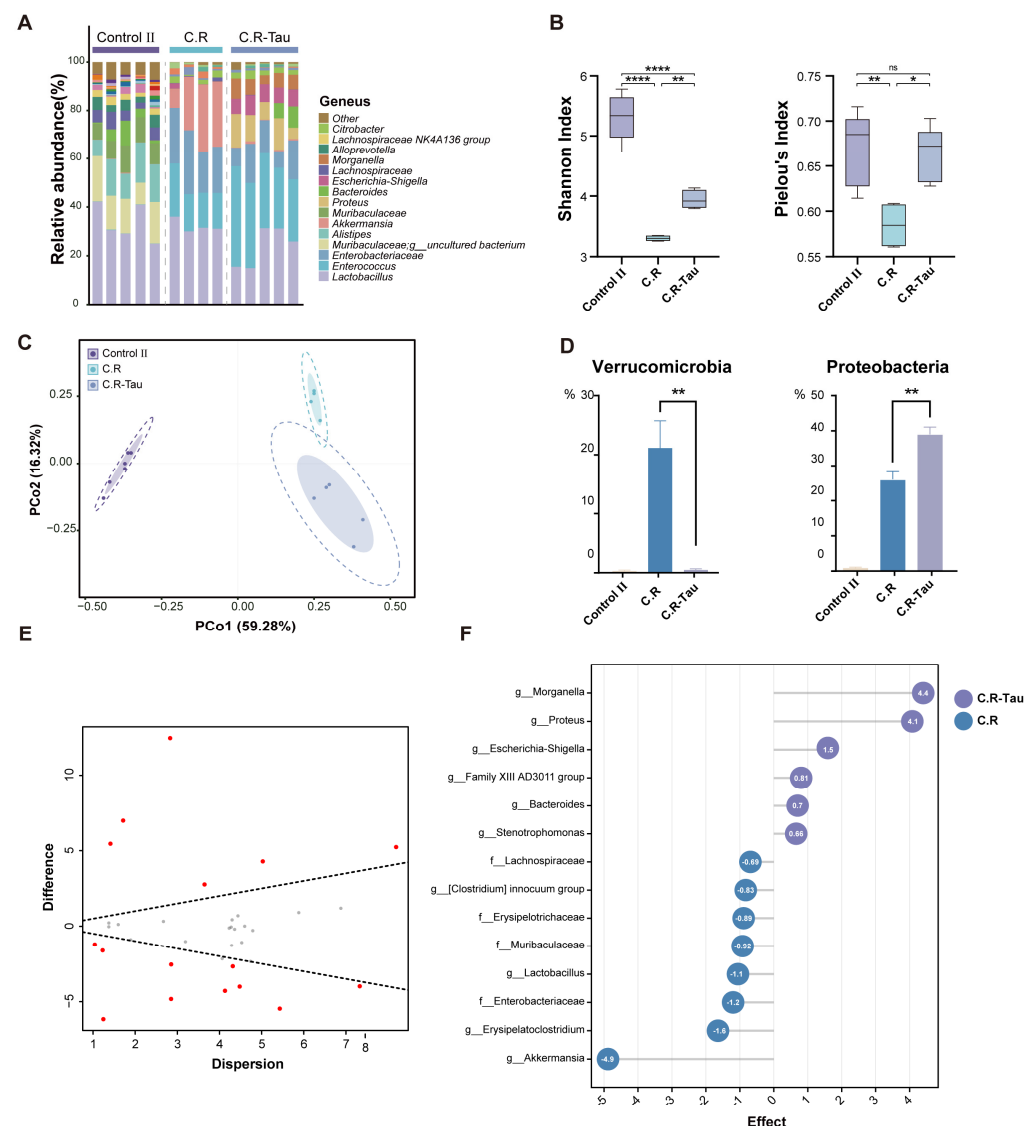 A
Control II
C.R
C.R-Tau
Relative abundance(%)
100
80
60
40
20
0
Geneus
Other
Citrobacter
Lachnospiraceae NK4A136 group
Alloprevotella
Morganella
Lachnospiraceae
Escherichia-Shigella
Bacteroides
Proteus
Muribaculaceae
Akkermansia
Alistipes
Muribaculaceae;g__uncultured bacterium
Enterobacteriaceae
Enterococcus
Lactobacillus
B
Shannon Index
6
5
4
3
****
**** **
Control II
C.R
C.R-Tau
Pielou's Index
0.75
0.70
0.65
0.60
0.55
ns
** *
Control II
C.R
C.R-Tau
C
Control II
C.R
C.R-Tau
PCo2 (16.32%)
0.25
0.00
−0.25
−0.50 −0.25 0.00 0.25 0.50
PCo1 (59.28%)
D
Verrucomicrobia
% 30
20
10
0
**
Control II
C.R
C.R-Tau
Proteobacteria
% 50
40
30
20
10
0
**
Control II
C.R
C.R-Tau
E
Difference
10
5
0
−5
1 2 3 4 5 6 7 8
Dispersion
F
g__Morganella 4.4
g__Proteus 4.1
g__Escherichia-Shigella 1.5
g__Family XIII AD3011 group 0.81
g__Bacteroides 0.7
g__Stenotrophomonas 0.66
f__Lachnospiraceae -0.69
g__[Clostridium] innocuum group -0.83
f__Erysipelotrichaceae -0.89
f__Muribaculaceae -0.92
g__Lactobacillus -1.1
f__Enterobacteriaceae -1.2
g__Erysipelatoclostridium -1.6
g__Akkermansia -4.9
-5 -4 -3 -2 -1 0 1 2 3 4
Effect
C.R-Tau
C.R